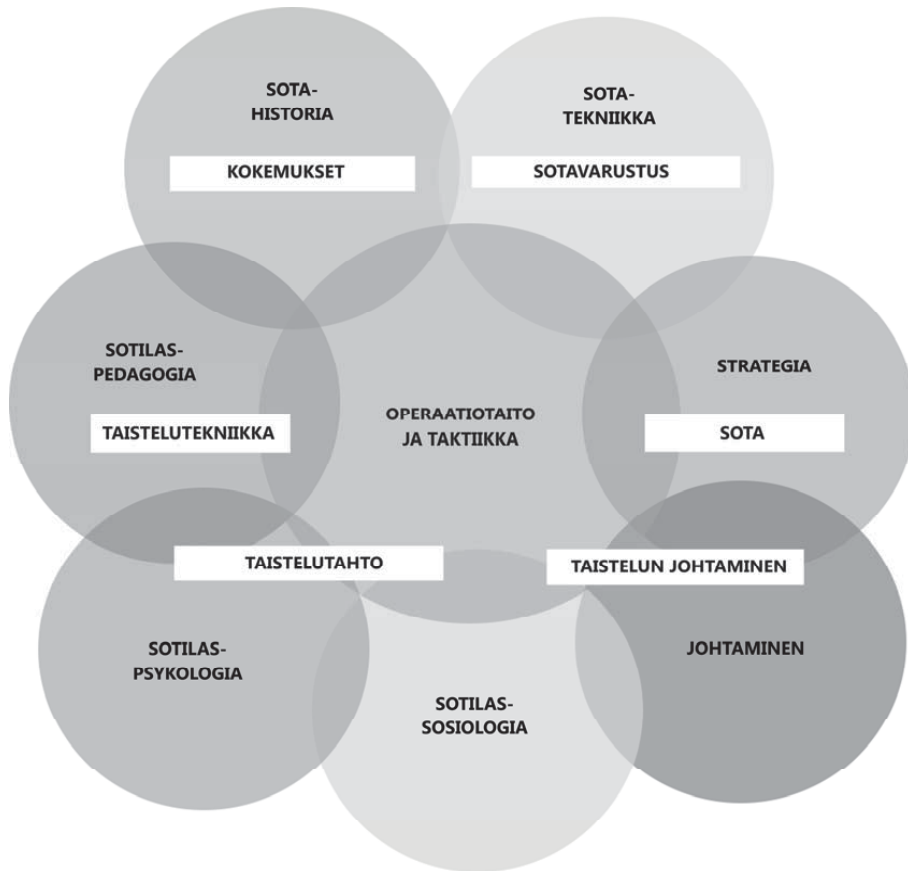 SOTA-
HISTORIA
KOKEMUKSET
SOTA-
TEKNIIKKA
SOTAVARUSTUS
SOTILAS-
PEDAGOGIA
TAISTELUTEKNIIKKA
OPERAATIOTAITO
JA TAKTIIKKA
STRATEGIA
SOTA
TAISTELUTAHTO
TAISTELUN JOHTAMINEN
SOTILAS-
PSYKOLOGIA
SOTILAS-
SOSIOLOGIA
JOHTAMINEN